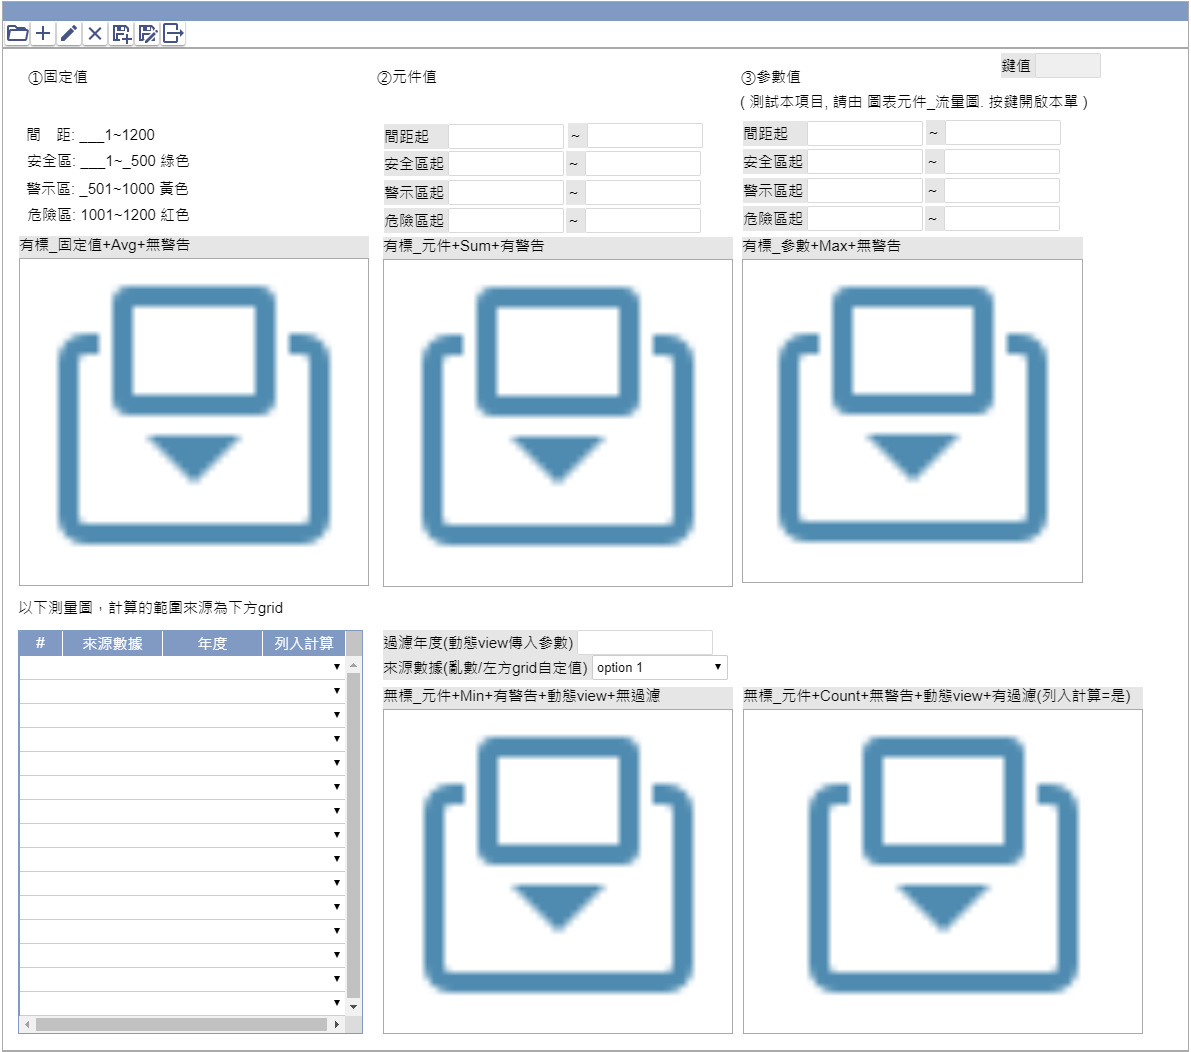 鍵值
①固定值
②元件值
③參數值
( 測試本項目, 請由 圖表元件_流量圖. 按鍵開啟本單 )
間　距: ___1~1200
安全區: ___1~_500 綠色
警示區: _501~1000 黃色
危險區: 1001~1200 紅色
間距起 ~
安全區起 ~
警示區起 ~
危險區起 ~
間距起 ~
安全區起 ~
警示區起 ~
危險區起 ~
有標_固定值+Avg+無警告
有標_元件+Sum+有警告
有標_參數+Max+無警告
以下測量圖，計算的範圍來源為下方grid
# 來源數據 年度 列入計算
過濾年度(動態view傳入參數)
來源數據(亂數/左方grid自定值) option 1
無標_元件+Min+有警告+動態view+無過濾
無標_元件+Count+無警告+動態view+有過濾(列入計算=是)